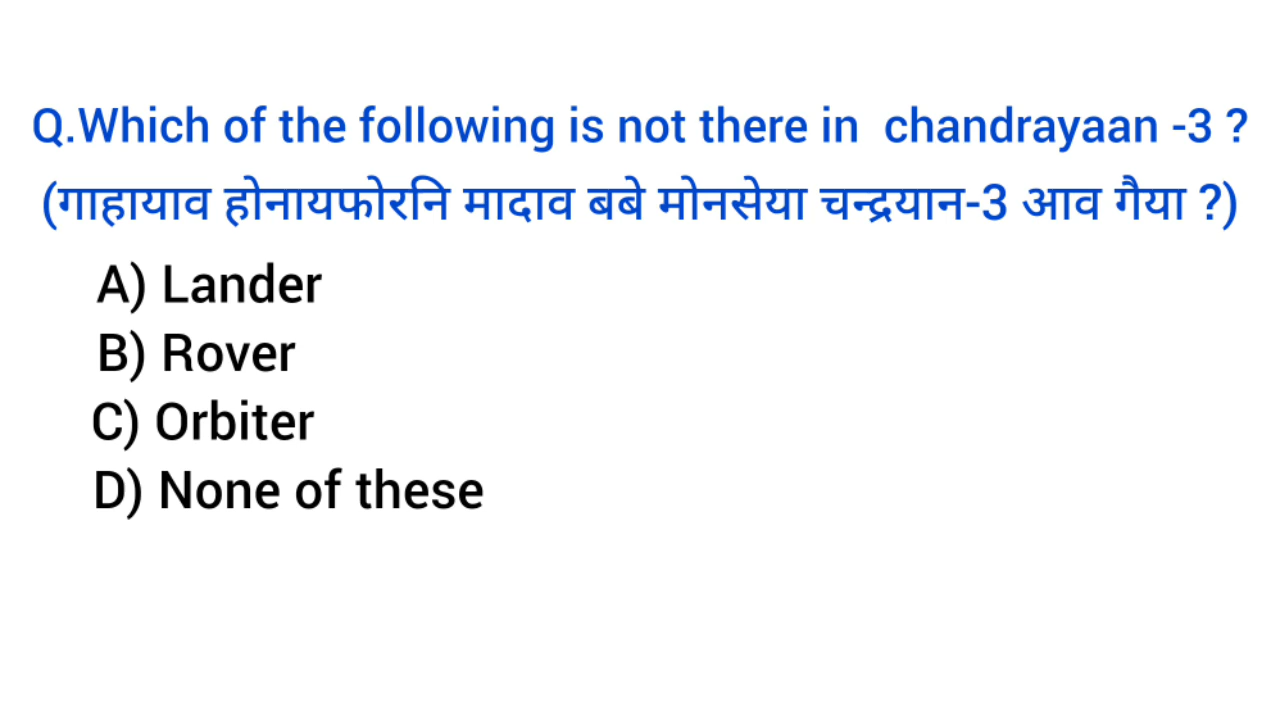 Q.Which of the following is not there in chandrayaan -3 ?
(गाहायाव होनायफोरनि मादाव बबे मोनसेया चन्द्रयान-3 आव गैया ?)
A) Lander
B) Rover
C) Orbiter
D) None of these